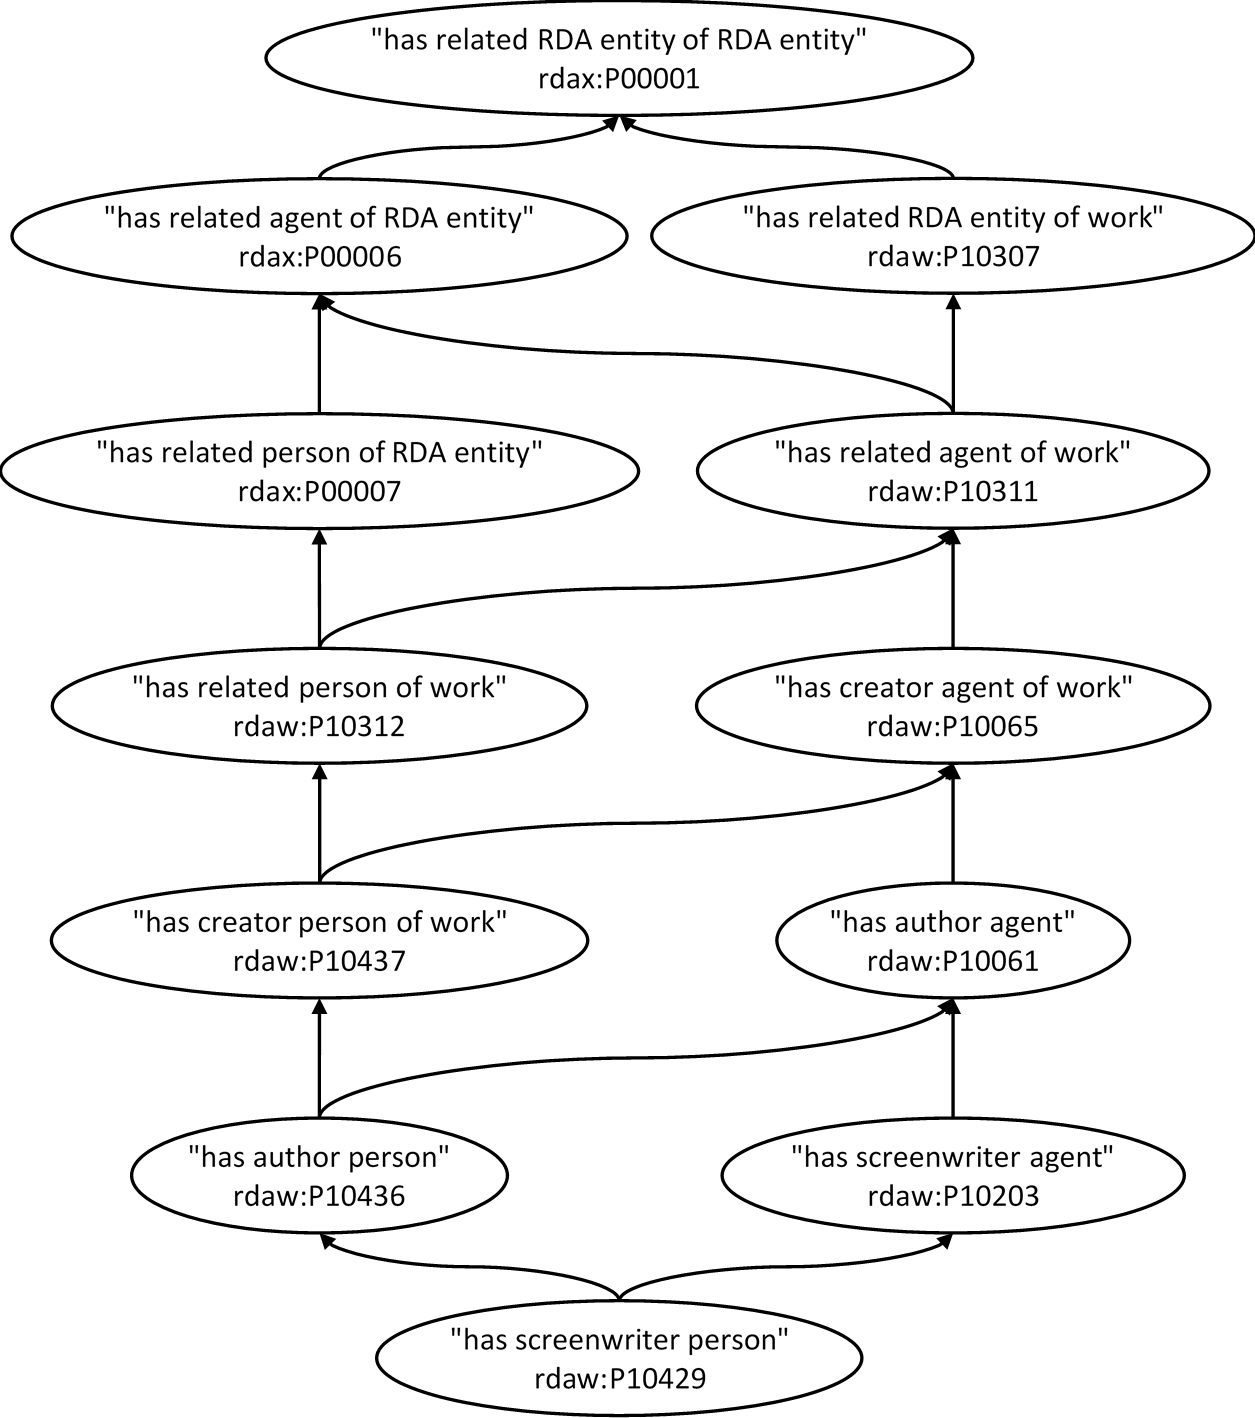 "has related RDA entity of RDA entity"
rdax:P00001
"has related agent of RDA entity"
rdax:P00006
"has related RDA entity of work"
rdaw:P10307
"has related person of RDA entity"
rdax:P00007
"has related agent of work"
rdaw:P10311
"has related person of work"
rdaw:P10312
"has creator agent of work"
rdaw:P10065
"has creator person of work"
rdaw:P10437
"has author agent"
rdaw:P10061
"has author person"
rdaw:P10436
"has screenwriter agent"
rdaw:P10203
"has screenwriter person"
rdaw:P10429